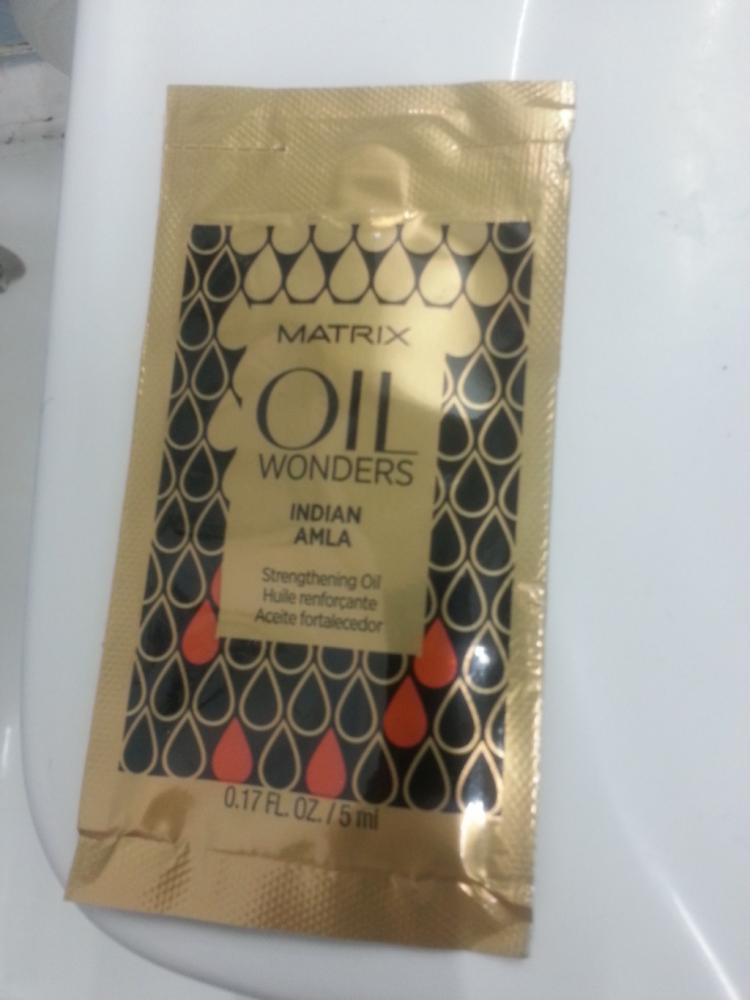 MATRIX
OIL
WONDERS
INDIAN
AMLA
Strengthening Oil
Huile renforçante
Aceite fortalecedor
0.17 FL. OZ. / 5 ml